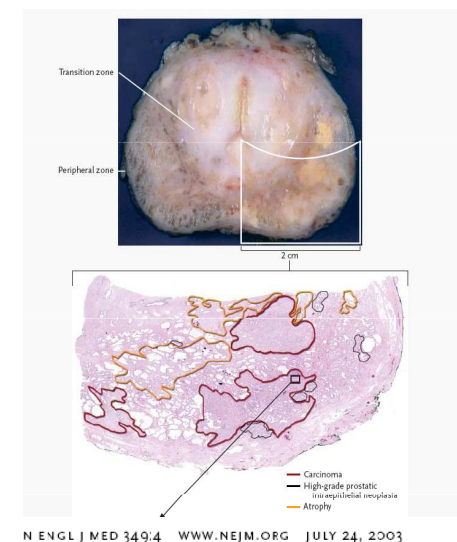 Transition zone
Peripheral zone
2 cm
Carcinoma
High-grade prostatic
intraepithelial neoplasia
Atrophy
N ENGL J MED 349;4 WWW.NEJM.ORG JULY 24, 2003